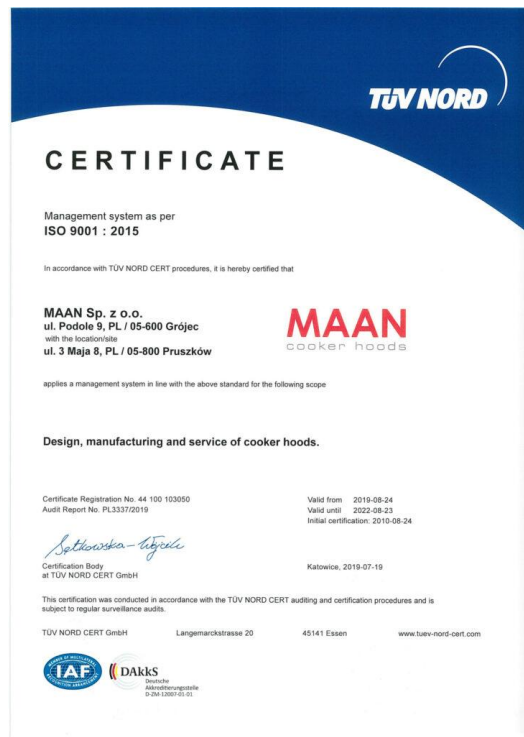 TÜV NORD
CERTIFICATE
Management system as per
ISO 9001 : 2015
In accordance with TÜV NORD CERT procedures, it is hereby certified that
MAAN Sp. z o.o.
ul. Podole 9, PL / 05-600 Grójec
with the location/site
ul. 3 Maja 8, PL / 05-800 Pruszków
MAAN
cooker hoods
applies a management system in line with the above standard for the following scope
Design, manufacturing and service of cooker hoods.
Certificate Registration No. 44 100 103050
Audit Report No. PL3337/2019
Valid from 2019-08-24
Valid until 2022-08-23
Initial certification: 2010-08-24
Certification Body
at TÜV NORD CERT GmbH
Katowice, 2019-07-19
This certification was conducted in accordance with the TÜV NORD CERT auditing and certification procedures and is
subject to regular surveillance audits.
TÜV NORD CERT GmbH Langemarckstrasse 20 45141 Essen www.tuev-nord-cert.com
MEMBER OF MULTILATERAL
IAF
RECOGNITION ARRANGEMENT
DAkkS
Deutsche
Akkreditierungsstelle
D-ZM-12007-01-01